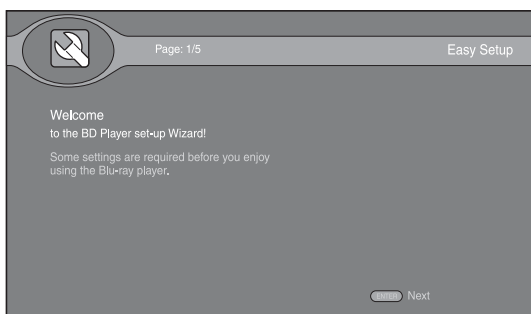 Page: 1/5
Easy Setup
Welcome
to the BD Player set-up Wizard!
Some settings are required before you enjoy
using the Blu-ray player.
ENTER Next